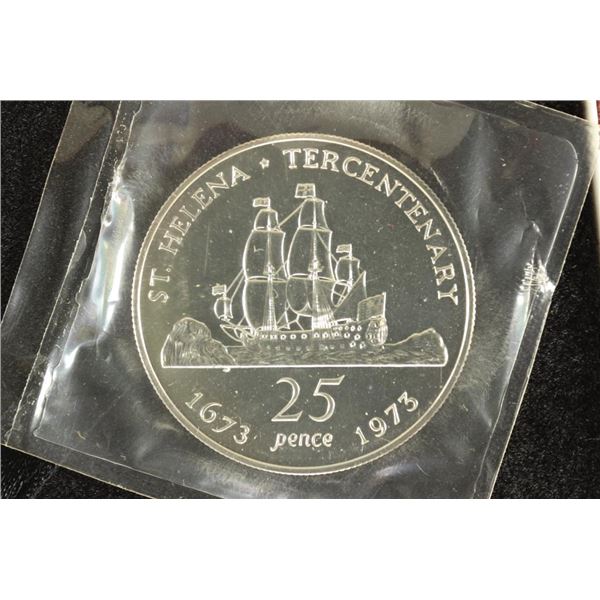 ST. HELENA * TERCENTENARY
25
pence
1673 1973